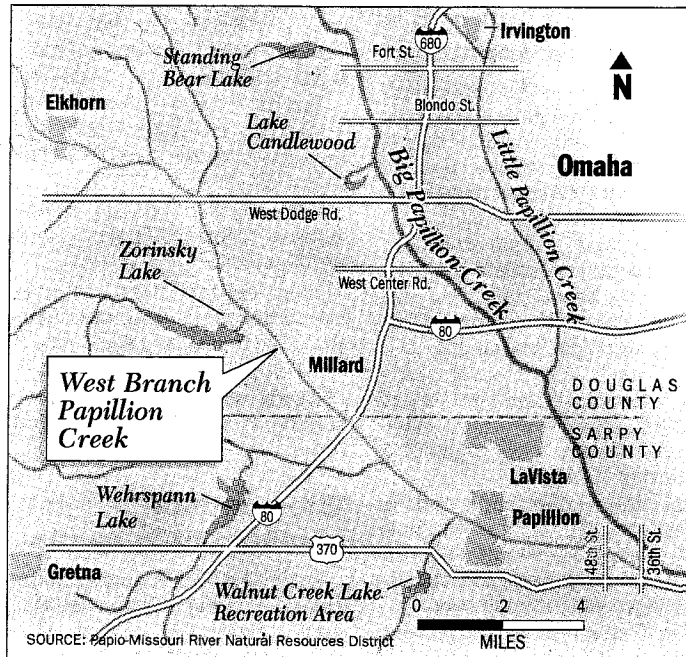 680
Irvington
Standing
Bear Lake
Fort St.
N
Elkhorn
Blondo St.
Lake
Candlewood
Big Papillion Creek
Little Papillion Creek
Omaha
West Dodge Rd.
Zorinsky
Lake
West Center Rd.
80
Millard
West Branch
Papillion
Creek
DOUGLAS
COUNTY
SARPY
COUNTY
LaVista
Wehrspann
Lake
80
Papillion
48th St.
36th St.
370
Gretna
Walnut Creek Lake
Recreation Area
0 2 4
MILES
SOURCE: Papio-Missouri River Natural Resources District